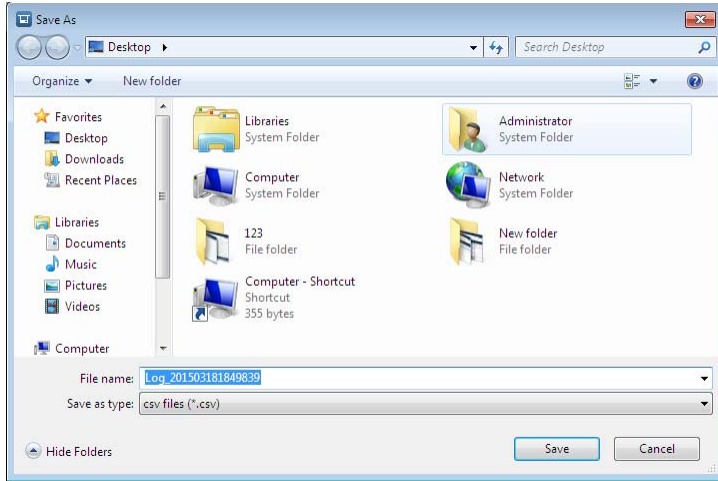 Save As
Desktop
Search Desktop
Organize
New folder
Favorites
Desktop
Downloads
Recent Places
Libraries
Documents
Music
Pictures
Videos
Computer
Libraries
System Folder
Administrator
System Folder
Computer
System Folder
Network
System Folder
123
File folder
New folder
File folder
Computer - Shortcut
Shortcut
355 bytes
File name: Log_201503181849839
Save as type: csv files (*.csv)
Hide Folders
Save
Cancel